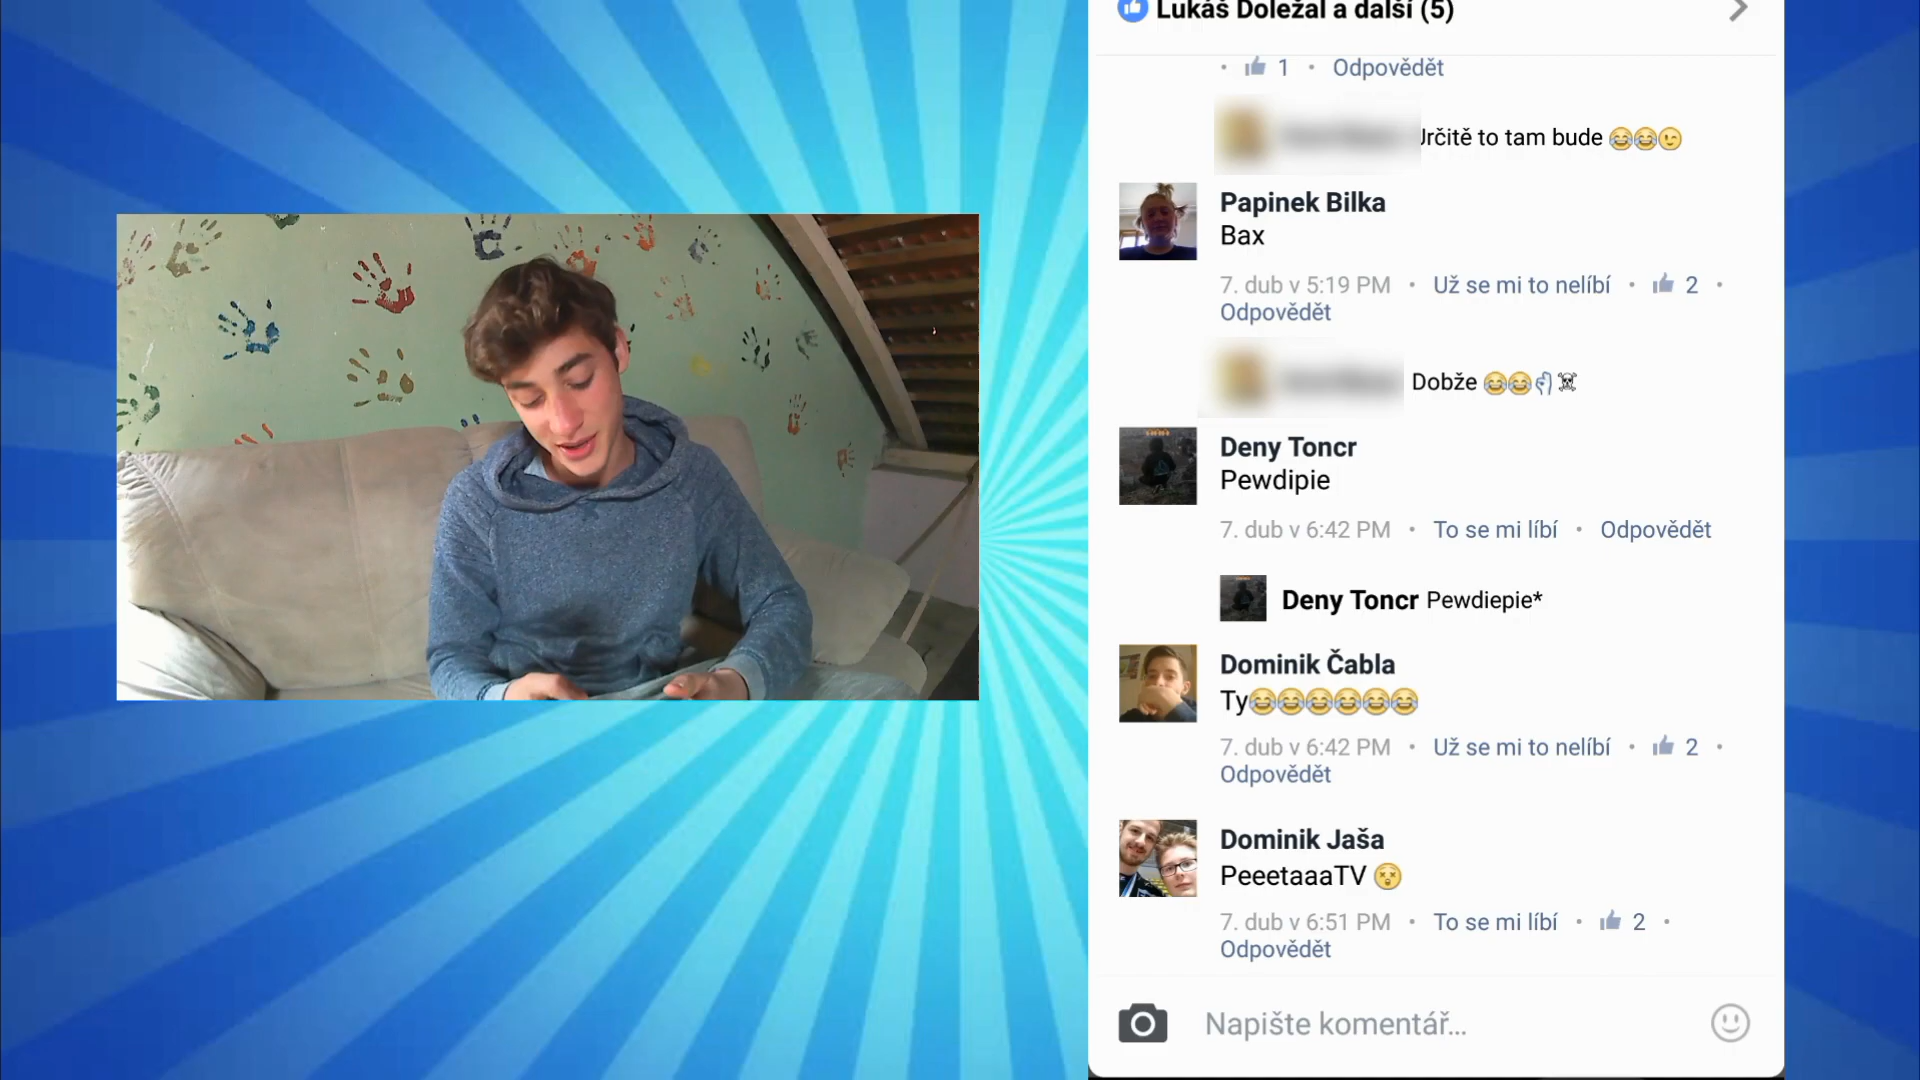 Lukáš Doležal a další (5)
1 • Odpovědět
to tam bude 😂😂😉
Papinek Bilka
Bax
7. dub v 5:19 PM • Už se mi to nelíbí • 2 •
Odpovědět
Dobže 😂😂👌☠
Deny Toncr
Pewdipie
7. dub v 6:42 PM • To se mi líbí • Odpovědět
Deny Toncr Pewdiepie*
Dominik Čabla
Ty😂😂😂😂😂😂
7. dub v 6:42 PM • Už se mi to nelíbí • 2 •
Odpovědět
Dominik Jaša
PeeetaaaTV 😲
7. dub v 6:51 PM • To se mi líbí • 2 •
Odpovědět
Napište komentář...